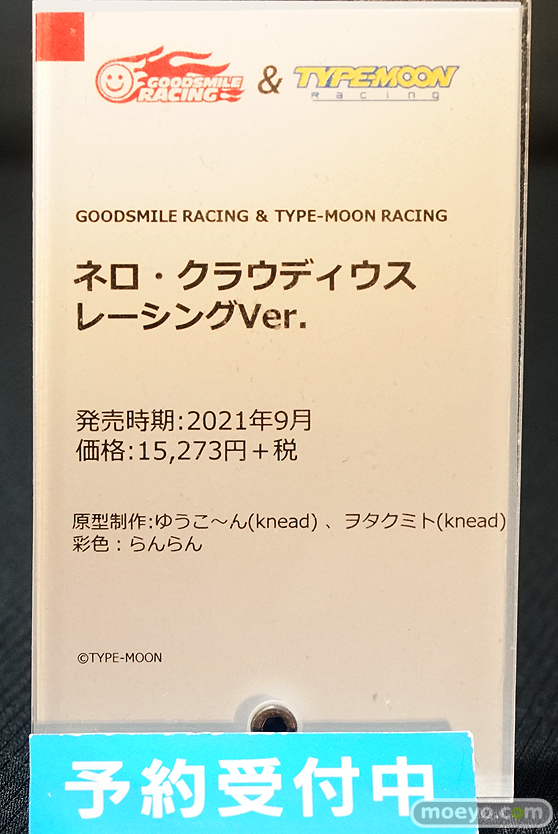 GOODSMILE RACING & TYPE-MOON Racing
GOODSMILE RACING & TYPE-MOON RACING
ネロ・クラウディウス
レーシングVer.
発売時期:2021年9月
価格:15,273円＋税
原型制作:ゆうこ〜ん(knead) 、ヲタクミト(knead)
彩色：らんらん
©TYPE-MOON
予約受付中
moeyo.com